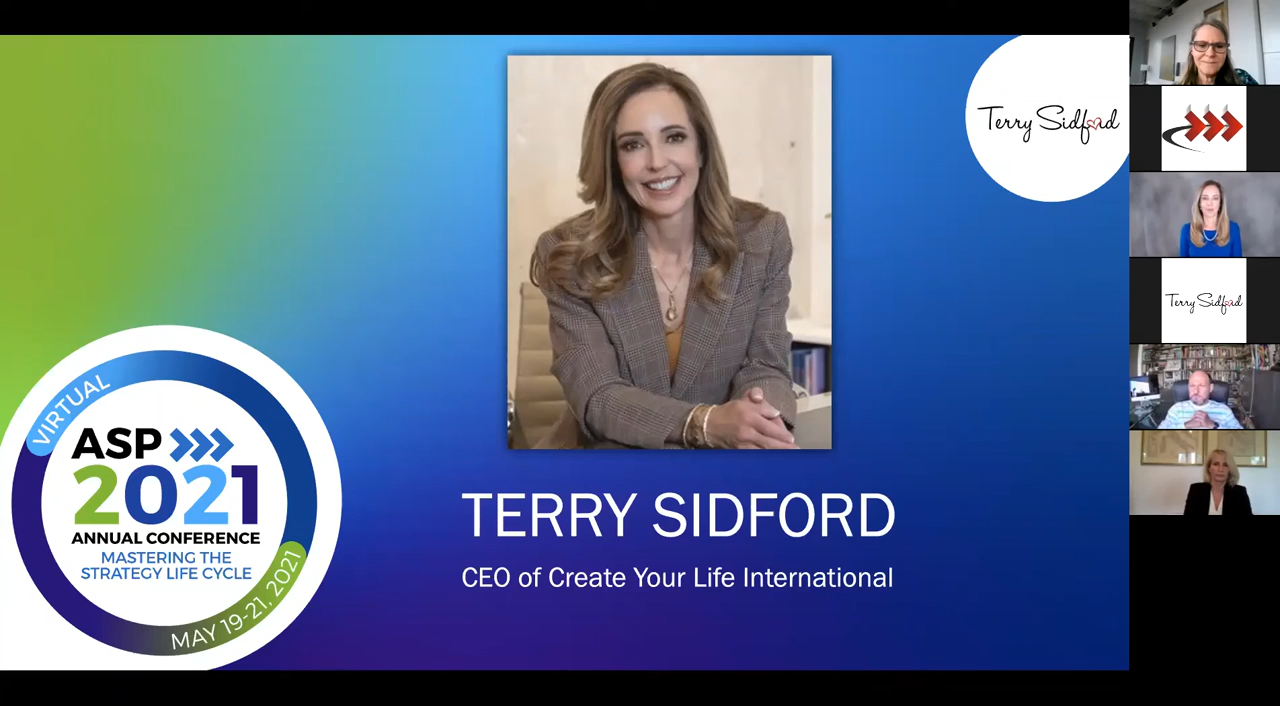 Terry Sidford
VIRTUAL
ASP
2021
ANNUAL CONFERENCE
MASTERING THE
STRATEGY LIFE CYCLE
MAY 19-21, 2021
TERRY SIDFORD
CEO of Create Your Life International
Terry Sidford